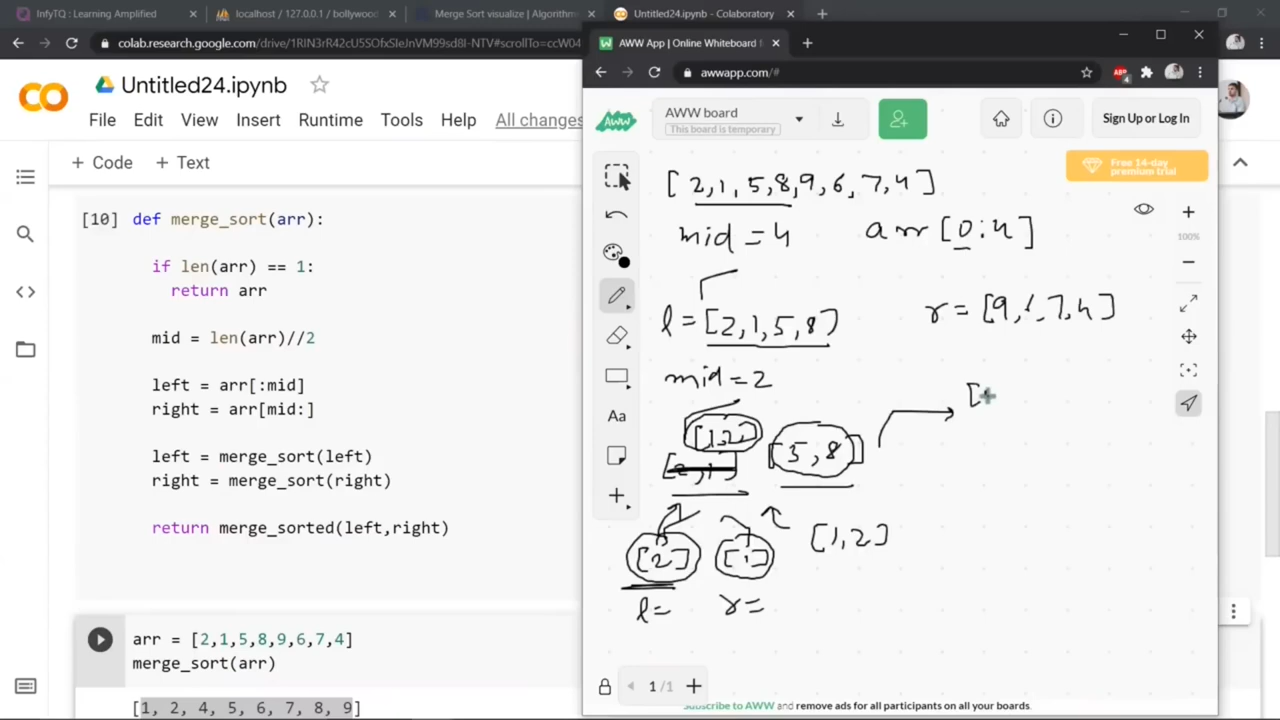 InfyTQ | Learning Amplified
localhost / 127.0.0.1 / bollywood
Merge Sort visualize | Algorithm
Untitled24.ipynb - Colaboratory
colab.research.google.com/drive/1RIN3rR42cU5SOfxSleJnVM99sd8I-NTV#scrollTo=ccW04
CO
Untitled24.ipynb
File Edit View Insert Runtime Tools Help All changes
+ Code + Text
[10] def merge_sort(arr):
if len(arr) == 1:
return arr
mid = len(arr)//2
left = arr[:mid]
right = arr[mid:]
left = merge_sort(left)
right = merge_sort(right)
return merge_sorted(left,right)
arr = [2,1,5,8,9,6,7,4]
merge_sort(arr)
[1, 2, 4, 5, 6, 7, 8, 9]
AWW App | Online Whiteboard f
awwapp.com/#
ABP 4
AWW
AWW board
This board is temporary
Sign Up or Log In
Free 14-day
premium trial
100%
Aa
[2,1,5,8,9,6,7,4]
mid = 4 arr[0:4]
l = [2,1,5,8] r = [9,6,7,4]
mid = 2
[1,2] [5,8] [
[2,1]
[2] [1] [1,2]
l= r=
1 /1
Subscribe to AWW and remove ads for all participants on all your boards.